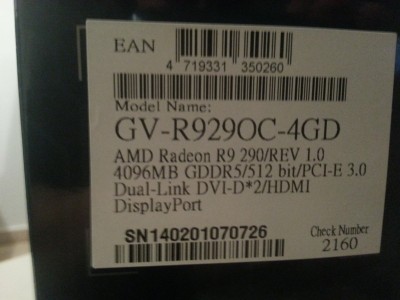 EAN
4 719331 350260
Model Name:
GV-R929OC-4GD
AMD Radeon R9 290/REV 1.0
4096MB GDDR5/512 bit/PCI-E 3.0
Dual-Link DVI-D*2/HDMI
DisplayPort
SN140201070726
Check Number
2160